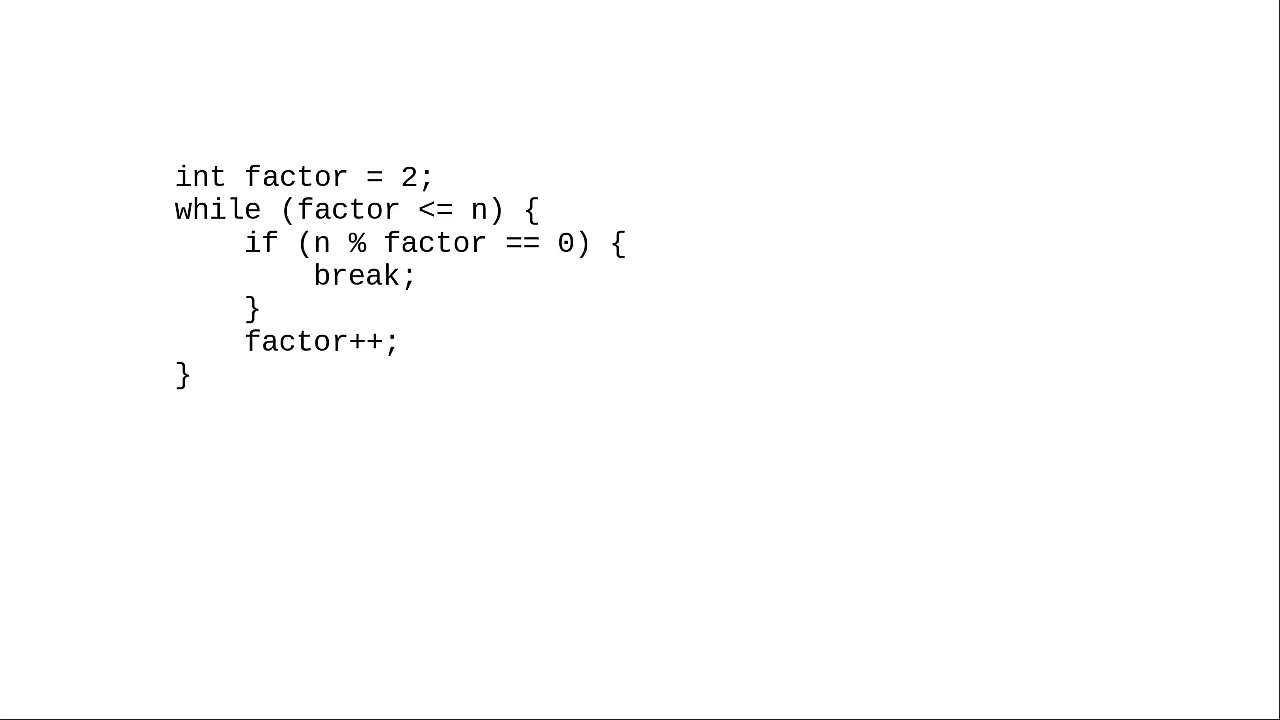 int factor = 2;
while (factor <= n) {
    if (n % factor == 0) {
        break;
    }
    factor++;
}